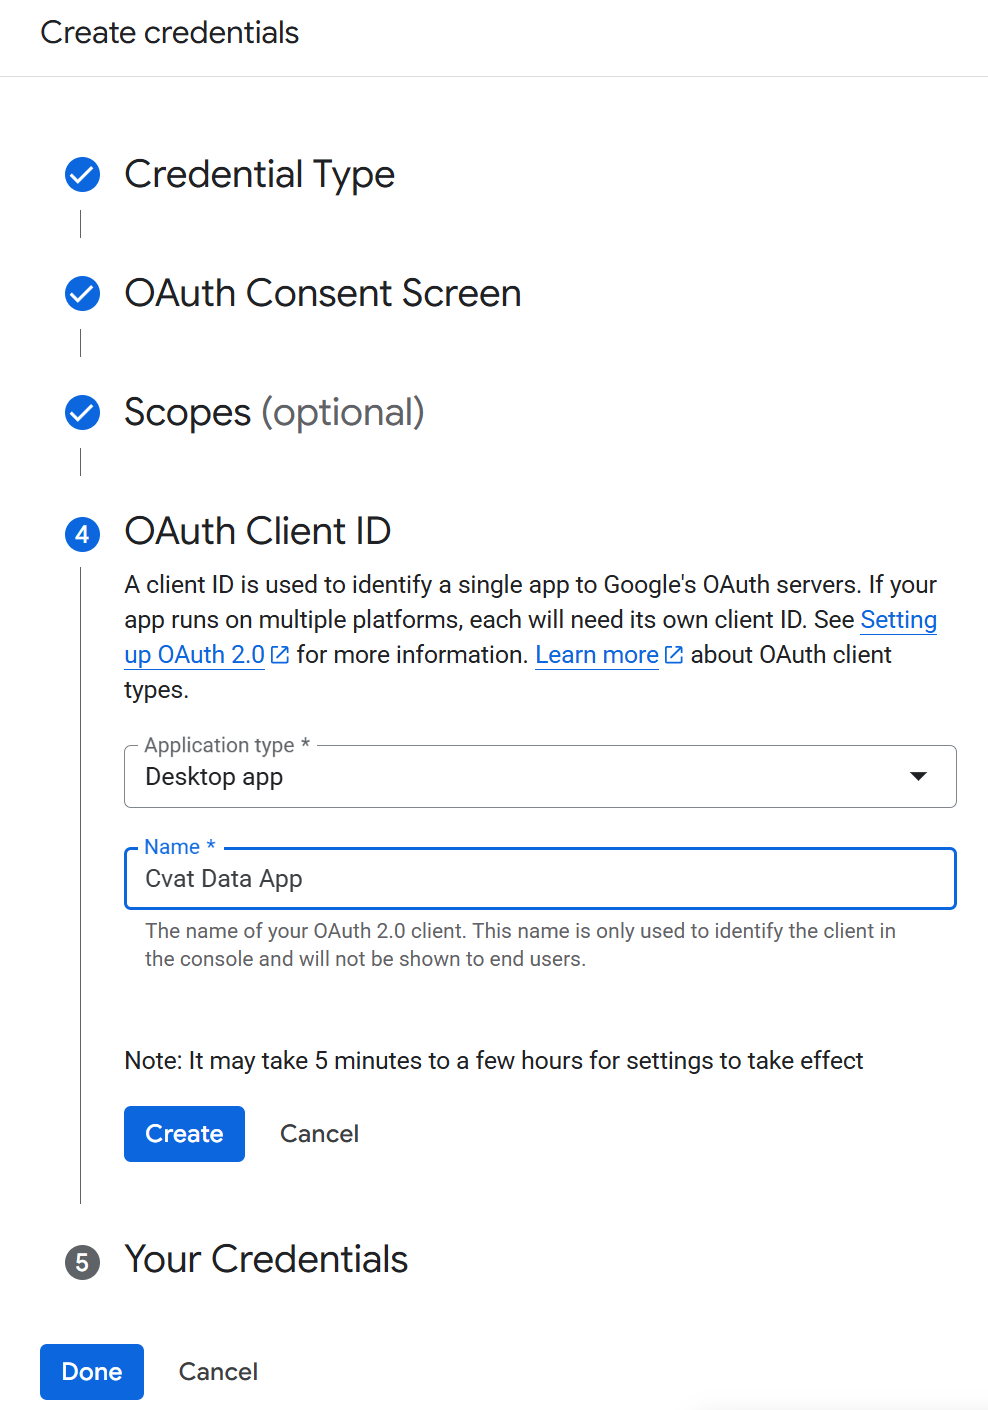 Create credentials
Credential Type
OAuth Consent Screen
Scopes (optional)
4 OAuth Client ID
A client ID is used to identify a single app to Google's OAuth servers. If your
app runs on multiple platforms, each will need its own client ID. See Setting
up OAuth 2.0 for more information. Learn more about OAuth client
types.
Application type *
Desktop app
Name *
Cvat Data App
The name of your OAuth 2.0 client. This name is only used to identify the client in
the console and will not be shown to end users.
Note: It may take 5 minutes to a few hours for settings to take effect
Create Cancel
5 Your Credentials
Done Cancel